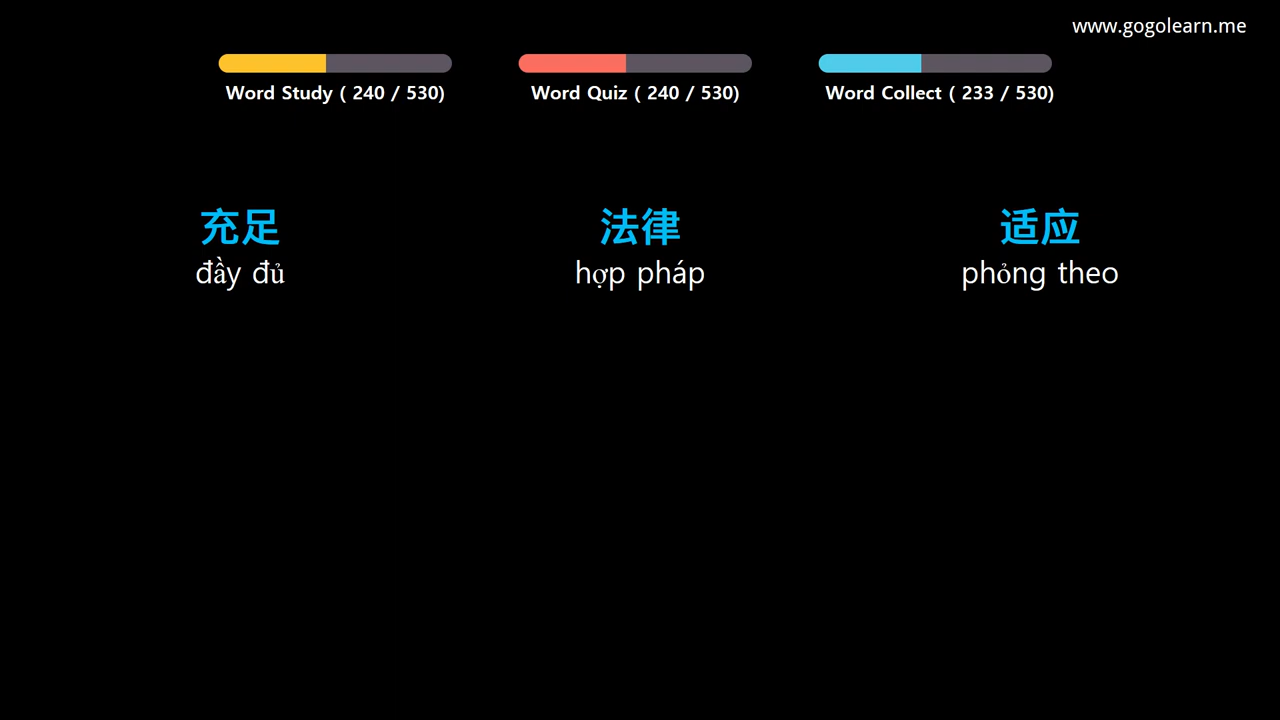 www.gogolearn.me
Word Study ( 240 / 530)
Word Quiz ( 240 / 530)
Word Collect ( 233 / 530)
充足
đầy đủ
法律
hợp pháp
适应
phỏng theo